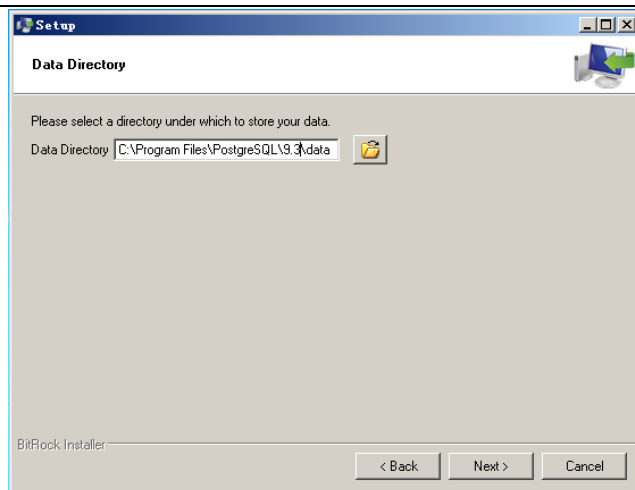 Setup
Data Directory
Please select a directory under which to store your data.
Data Directory C:\Program Files\PostgreSQL\9.3\data
BitRock Installer
< Back Next > Cancel